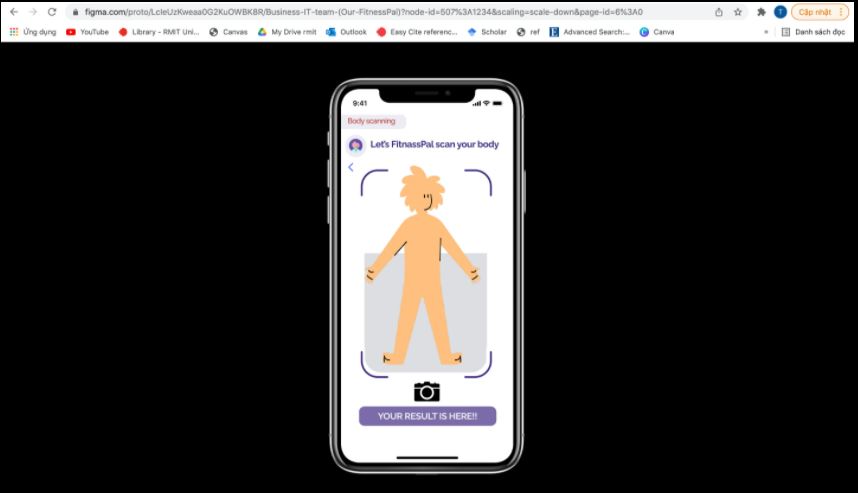 figma.com/proto/LcleUzKweaa0G2KuOWBK8R/Business-IT-team-(Our-FitnessPal)?node-id=507%3A1234&scaling=scale-down&page-id=6%3A0
T
Cập nhật
Ứng dụng YouTube Library - RMIT Uni... Canvas My Drive rmit Outlook Easy Cite referenc... Scholar ref E Advanced Search:... C Canva » Danh sách đọc
9:41
Body scanning
Let's FitnassPal scan your body
YOUR RESULT IS HERE!!